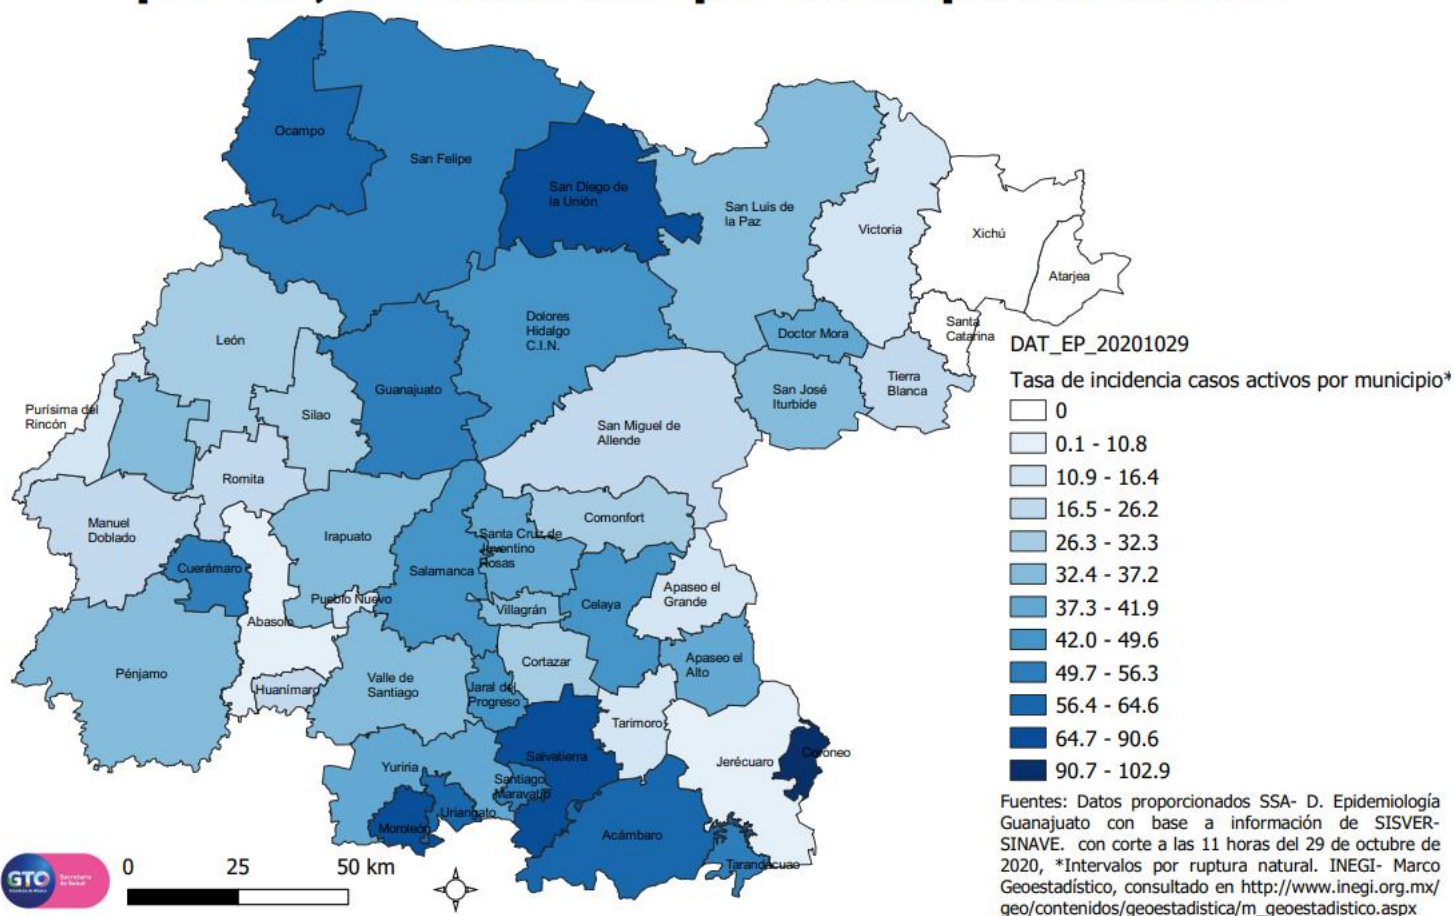 Ocampo
San Felipe
San Diego de
la Unión
San Luis de
la Paz
Victoria
Xichú
Atarjea
Santa
Catarina
León
Dolores
Hidalgo
C.I.N.
Doctor Mora
Tierra
Blanca
San José
Iturbide
Guanajuato
Silao
Purísima del
Rincón
San Miguel de
Allende
Romita
Manuel
Doblado
Irapuato
Comonfort
Santa Cruz de
Juventino
Rosas
Salamanca
Cuerámaro
Pueblo Nuevo
Villagrán
Celaya
Apaseo el
Grande
Abasolo
Pénjamo
Huanímaro
Valle de
Santiago
Cortazar
Jaral del
Progreso
Apaseo el
Alto
Tarimoro
Jerécuaro
Coroneo
Salvatierra
Yuriria
Santiago
Maravatío
Uriangato
Moroleón
Acámbaro
Tarandacuao
DAT_EP_20201029
Tasa de incidencia casos activos por municipio*
0
0.1 - 10.8
10.9 - 16.4
16.5 - 26.2
26.3 - 32.3
32.4 - 37.2
37.3 - 41.9
42.0 - 49.6
49.7 - 56.3
56.4 - 64.6
64.7 - 90.6
90.7 - 102.9
Fuentes: Datos proporcionados SSA- D. Epidemiología
Guanajuato con base a información de SISVER-
SINAVE. con corte a las 11 horas del 29 de octubre de
2020, *Intervalos por ruptura natural. INEGI- Marco
Geoestadístico, consultado en http://www.inegi.org.mx/
geo/contenidos/geoestadistica/m_geoestadistico.aspx
0 25 50 km
GTO
Secretaría
de Salud